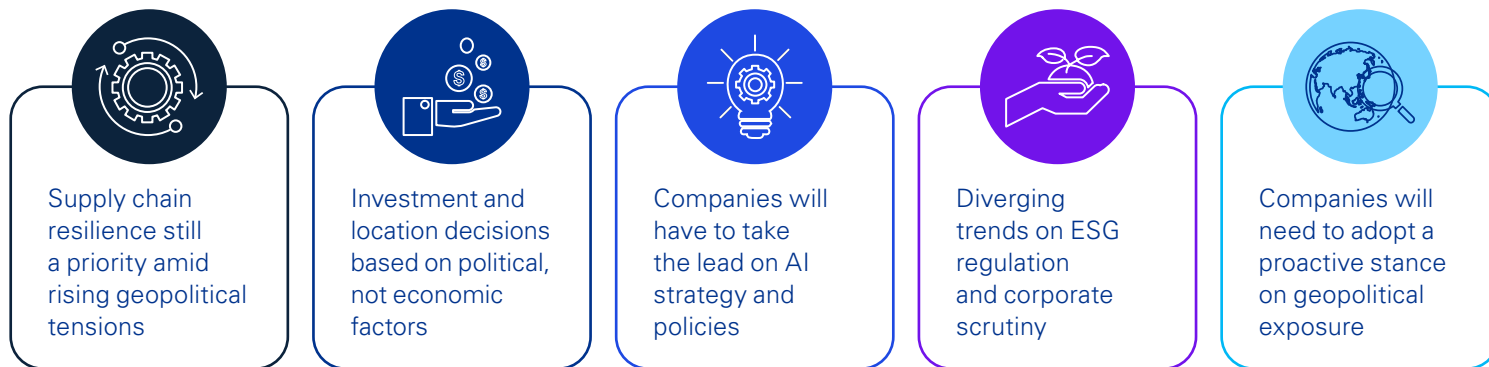 Supply chain
resilience still
a priority amid
rising geopolitical
tensions
Investment and
location decisions
based on political,
not economic
factors
Companies will
have to take
the lead on AI
strategy and
policies
Diverging
trends on ESG
regulation
and corporate
scrutiny
Companies will
need to adopt a
proactive stance
on geopolitical
exposure